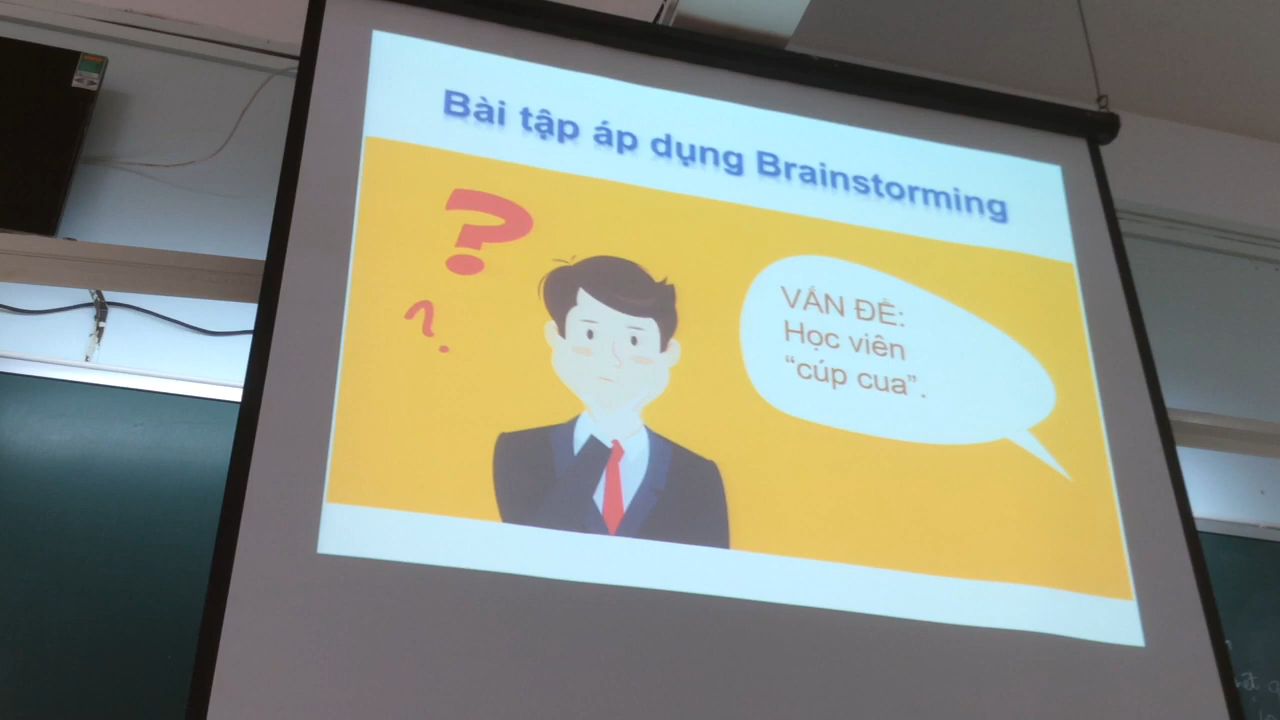 Bài tập áp dụng Brainstorming
VẤN ĐỀ:
Học viên
“cúp cua”.